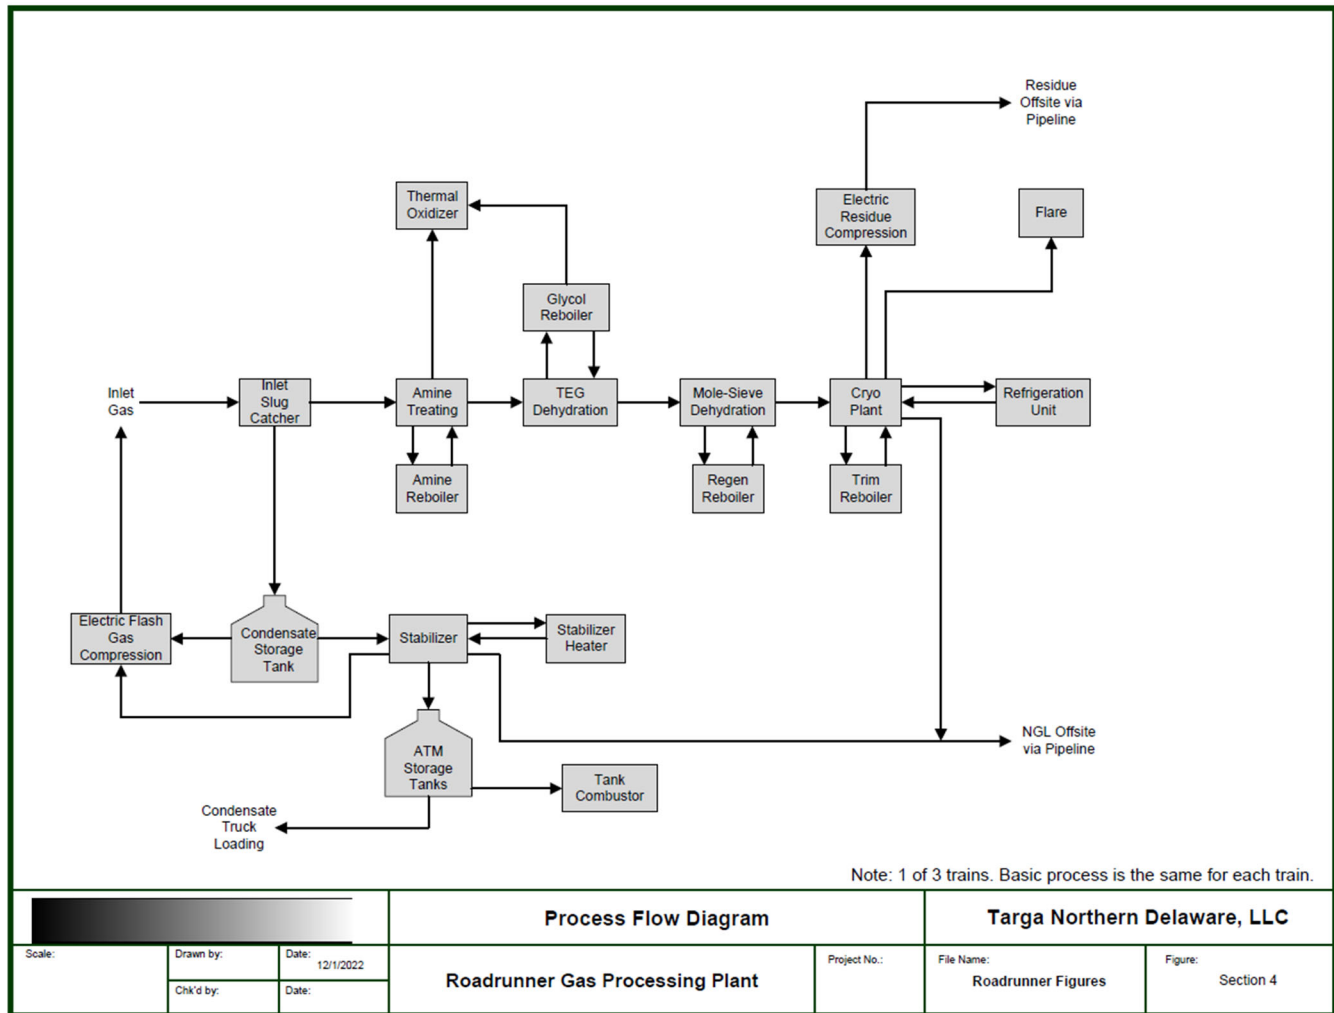 Residue
Offsite via
Pipeline
Thermal
Oxidizer
Electric
Residue
Compression
Flare
Glycol
Reboiler
Inlet
Gas
Inlet
Slug
Catcher
Amine
Treating
TEG
Dehydration
Mole-Sieve
Dehydration
Cryo
Plant
Refrigeration
Unit
Amine
Reboiler
Regen
Reboiler
Trim
Reboiler
Electric Flash
Gas
Compression
Condensate
Storage
Tank
Stabilizer
Stabilizer
Heater
ATM
Storage
Tanks
Tank
Combustor
NGL Offsite
via Pipeline
Condensate
Truck
Loading
Note: 1 of 3 trains. Basic process is the same for each train.
Process Flow Diagram
Targa Northern Delaware, LLC
Scale:
Drawn by:
Date:
12/1/2022
Chk'd by:
Date:
Roadrunner Gas Processing Plant
Project No.:
File Name:
Roadrunner Figures
Figure:
Section 4